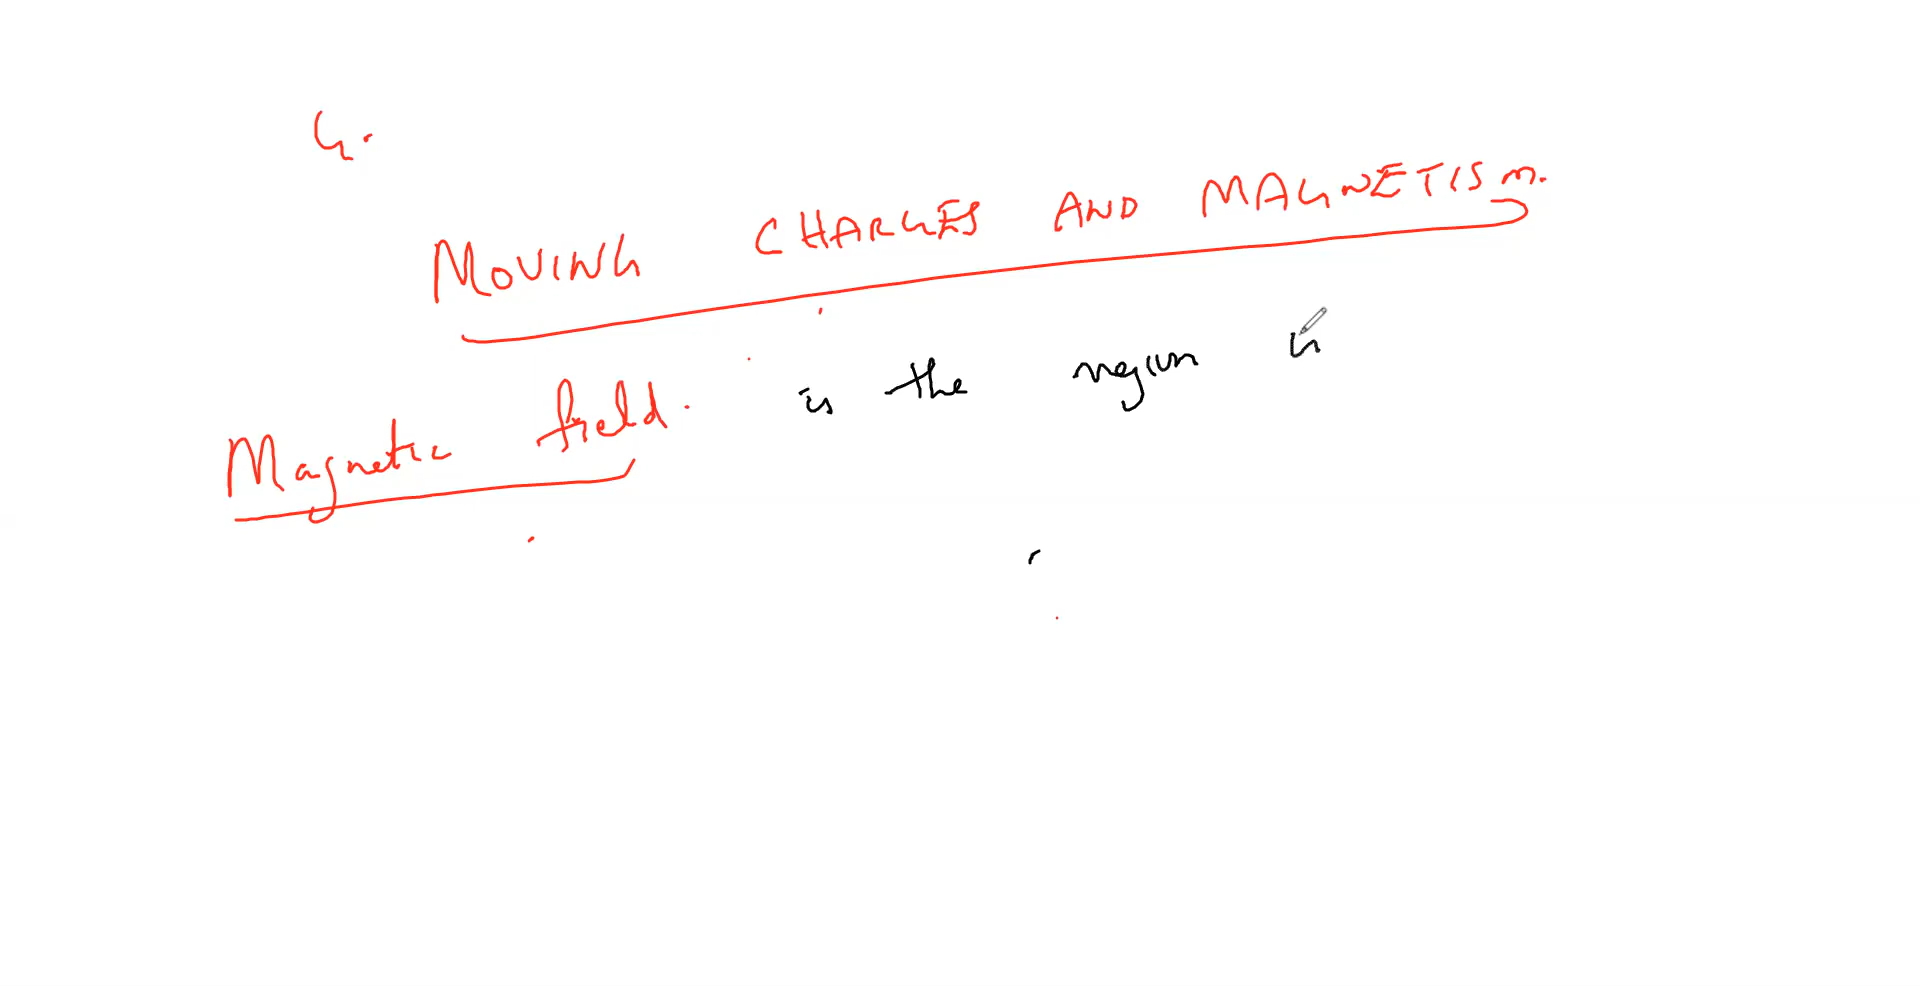 4.
MOVING CHARGES AND MAGNETISm.
Magnetic field. is the region in